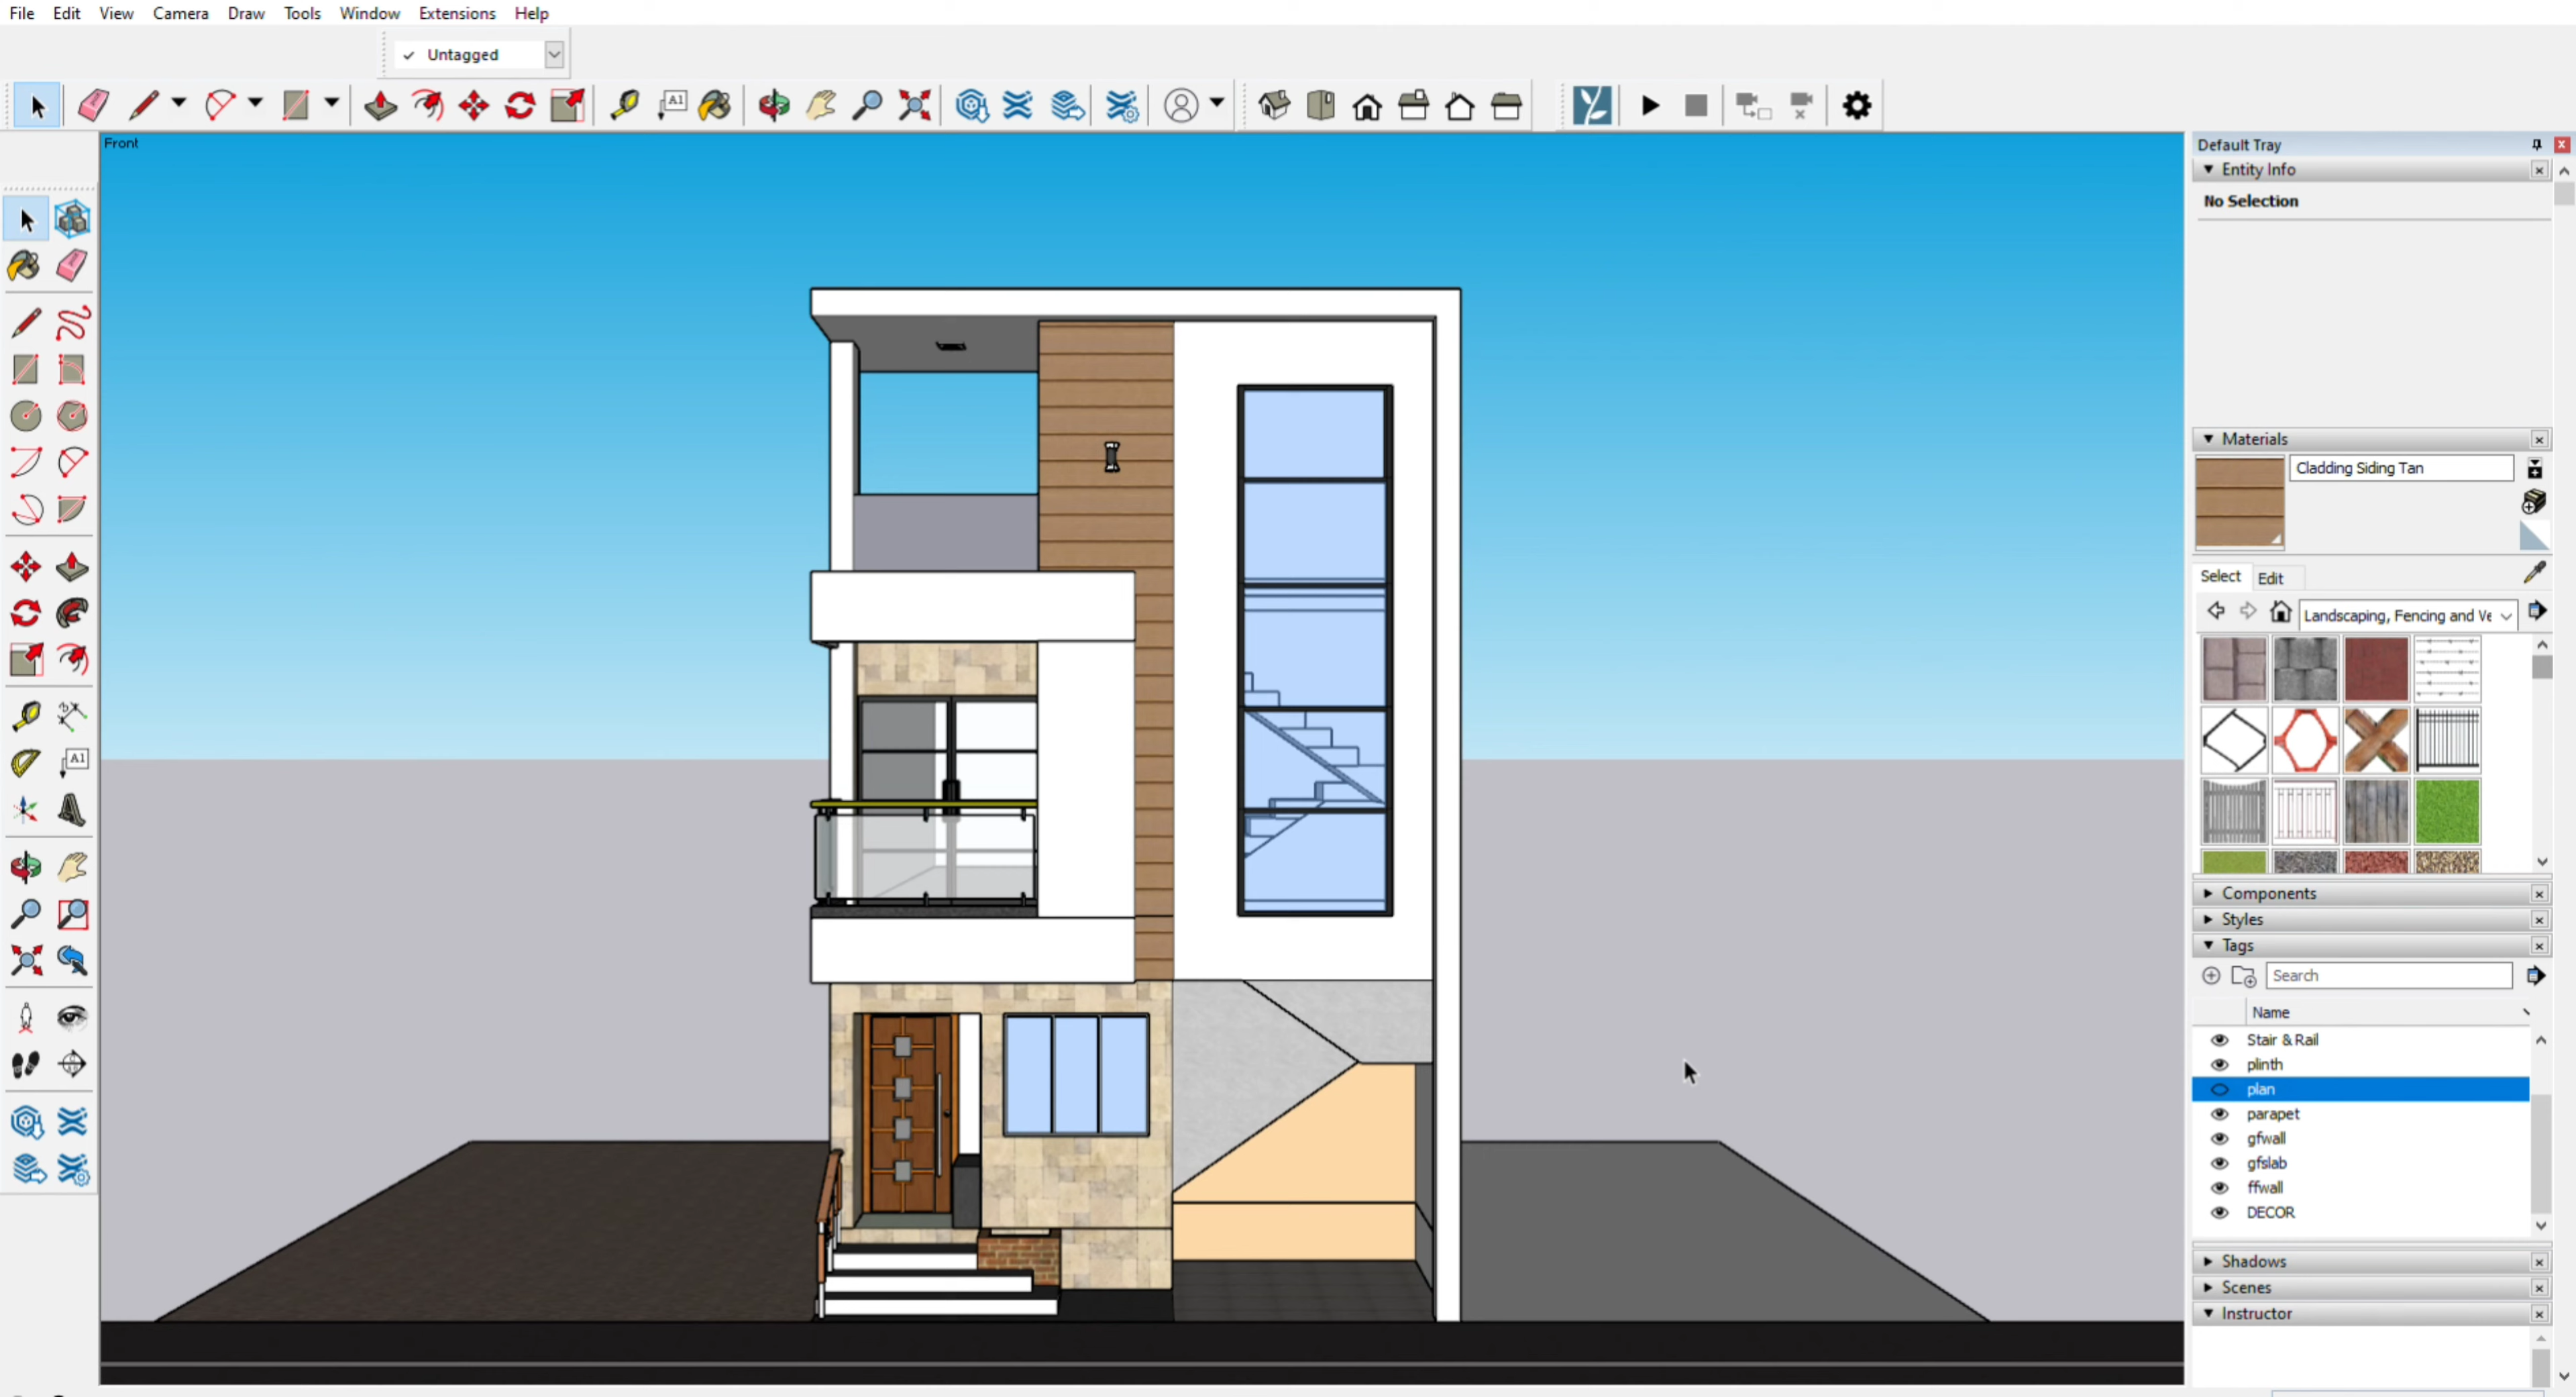 File Edit View Camera Draw Tools Window Extensions Help
Untagged
A1
Front
A1
Default Tray
Entity Info
No Selection
Materials
Cladding Siding Tan
Select Edit
Landscaping, Fencing and Ve
Components
Styles
Tags
Search
Name
Stair & Rail
plinth
plan
parapet
gfwall
gfslab
ffwall
DECOR
Shadows
Scenes
Instructor